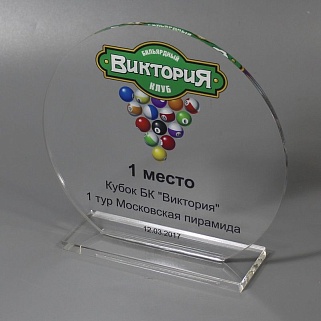 БИЛЬЯРДНЫЙ
ВИКТОРИЯ
КЛУБ
1 место
Кубок БК "Виктория"
1 тур Московская пирамида
12.03.2017